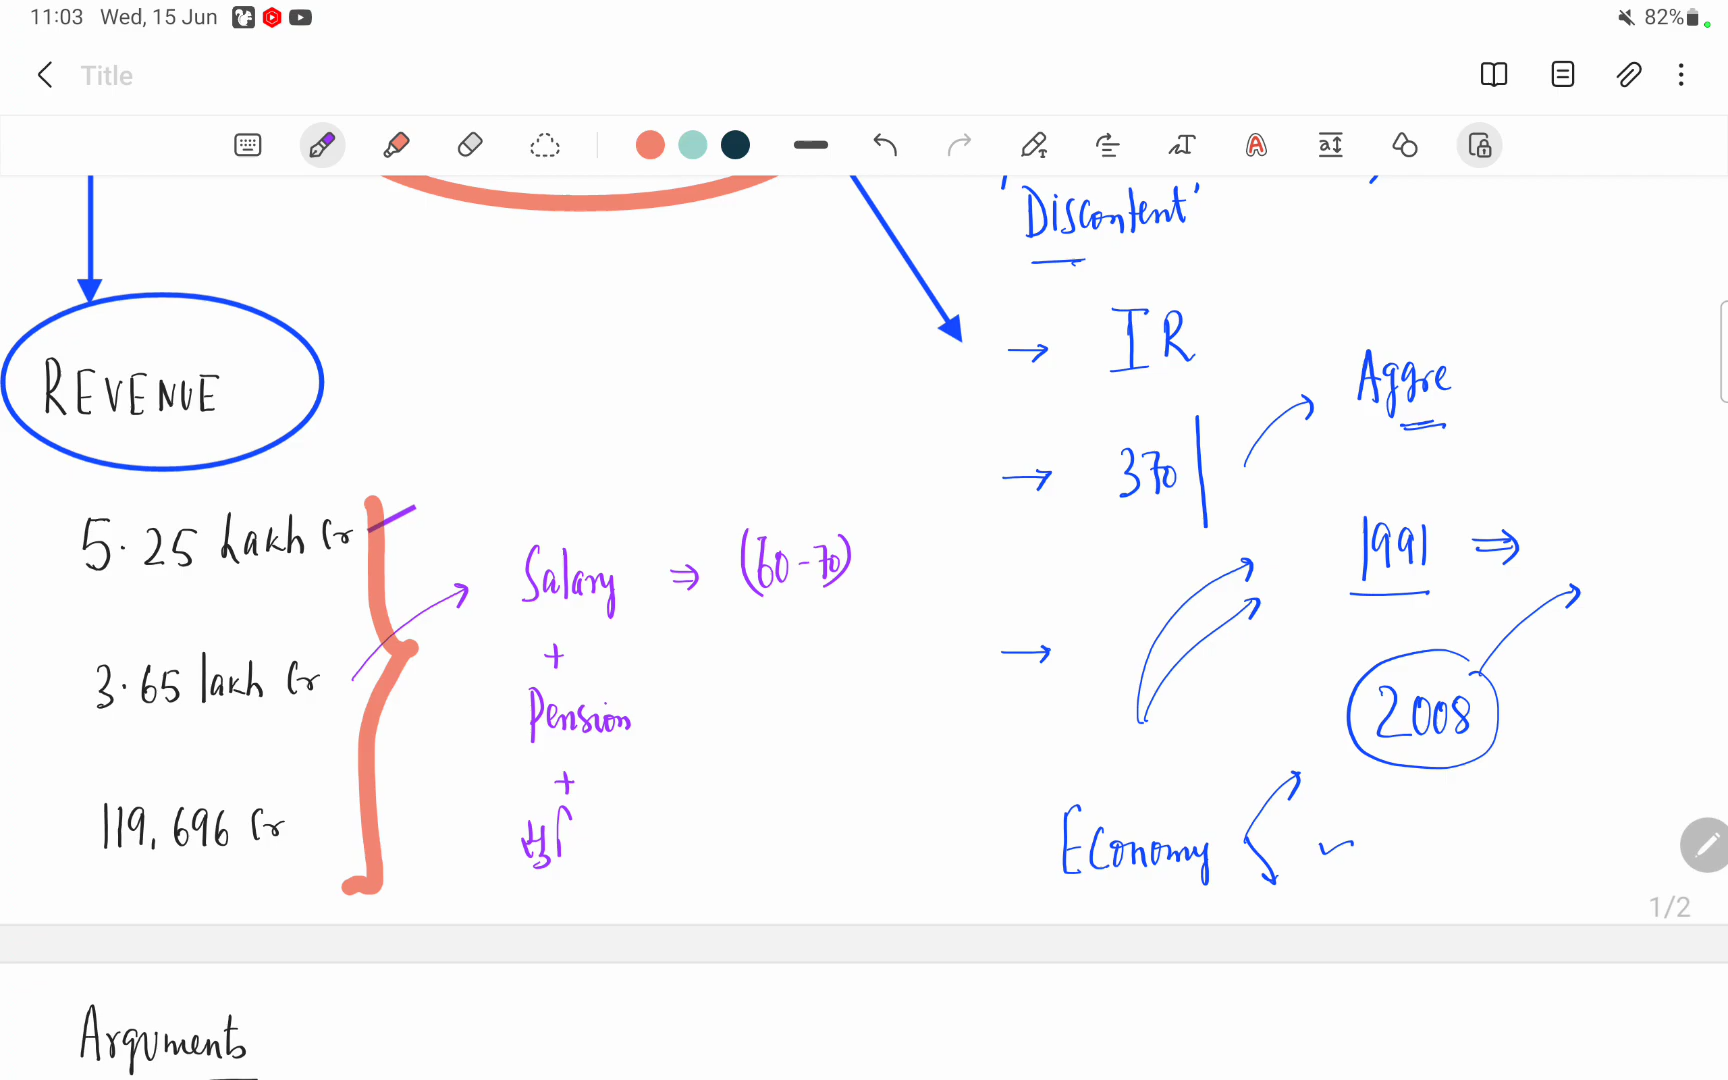 11:03 Wed, 15 Jun
82%
Title
Discontent'
→ IR
REVENUE
Aggre
→ 370
5.25 Lakh Cr
Salary ⇒ (60-70)
1991 ⇒
+
→
3.65 lakh Cr
Pension
2008
+
119,696 Cr
Economy
1/2
Arguments